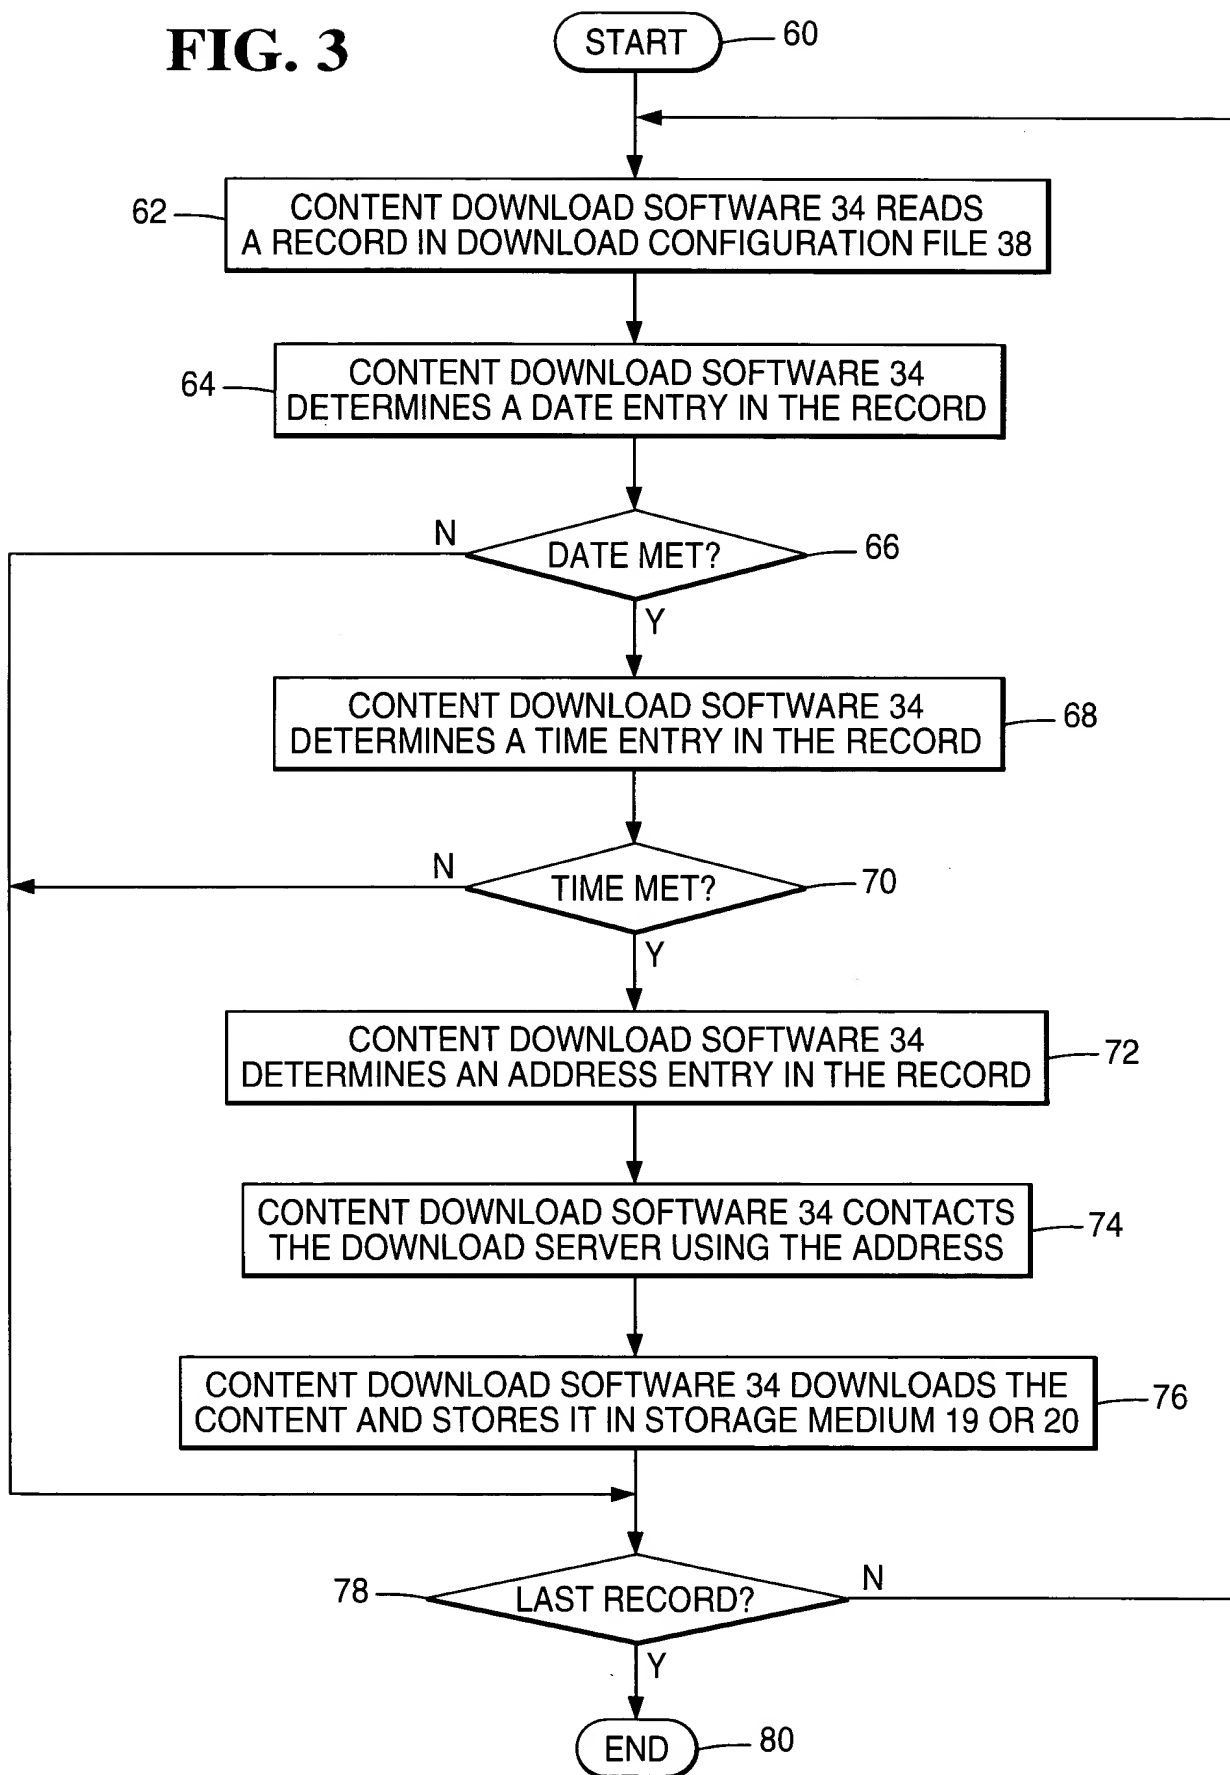 FIG. 3
START
60
62
CONTENT DOWNLOAD SOFTWARE 34 READS
A RECORD IN DOWNLOAD CONFIGURATION FILE 38
64
CONTENT DOWNLOAD SOFTWARE 34
DETERMINES A DATE ENTRY IN THE RECORD
N
DATE MET?
66
Y
CONTENT DOWNLOAD SOFTWARE 34
DETERMINES A TIME ENTRY IN THE RECORD
68
N
TIME MET?
70
Y
CONTENT DOWNLOAD SOFTWARE 34
DETERMINES AN ADDRESS ENTRY IN THE RECORD
72
CONTENT DOWNLOAD SOFTWARE 34 CONTACTS
THE DOWNLOAD SERVER USING THE ADDRESS
74
CONTENT DOWNLOAD SOFTWARE 34 DOWNLOADS THE
CONTENT AND STORES IT IN STORAGE MEDIUM 19 OR 20
76
78
LAST RECORD?
N
Y
END
80